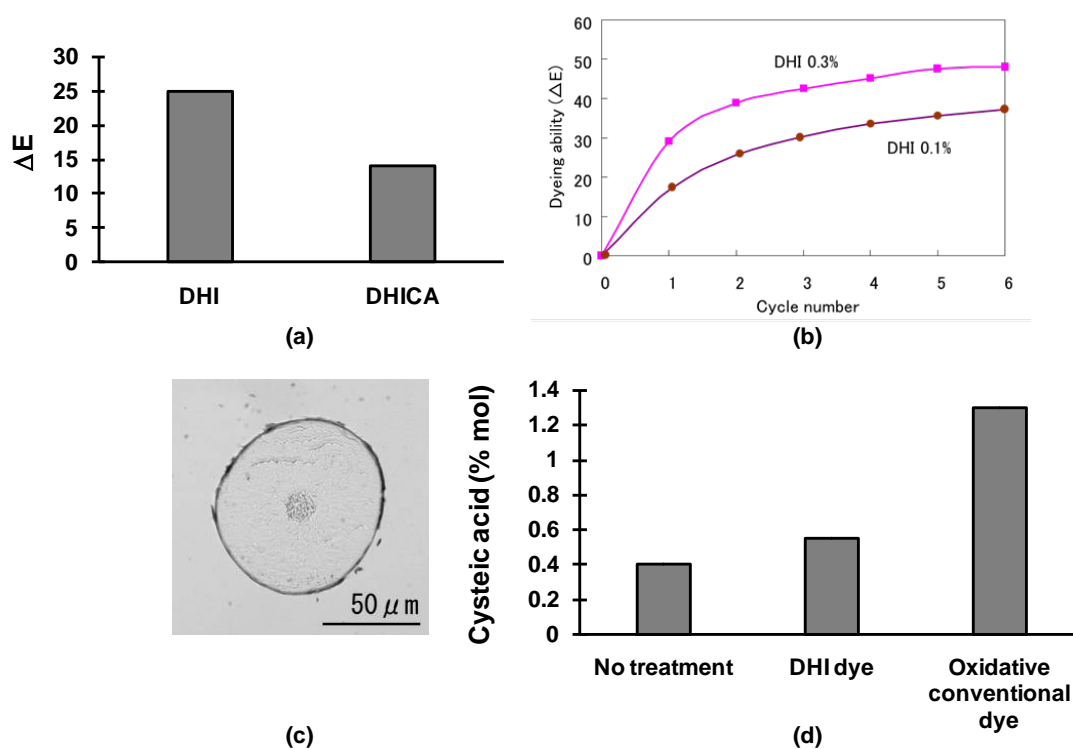 30
25
20
15
10
5
0
ΔE
DHI DHICA
(a)
60
50
40
30
20
10
0
Dyeing ability (ΔE)
DHI 0.3%
DHI 0.1%
0 1 2 3 4 5 6
Cycle number
(b)
50 μm
(c)
1.4
1.2
1
0.8
0.6
0.4
0.2
0
Cysteic acid (% mol)
No treatment DHI dye Oxidative
conventional
dye
(d)